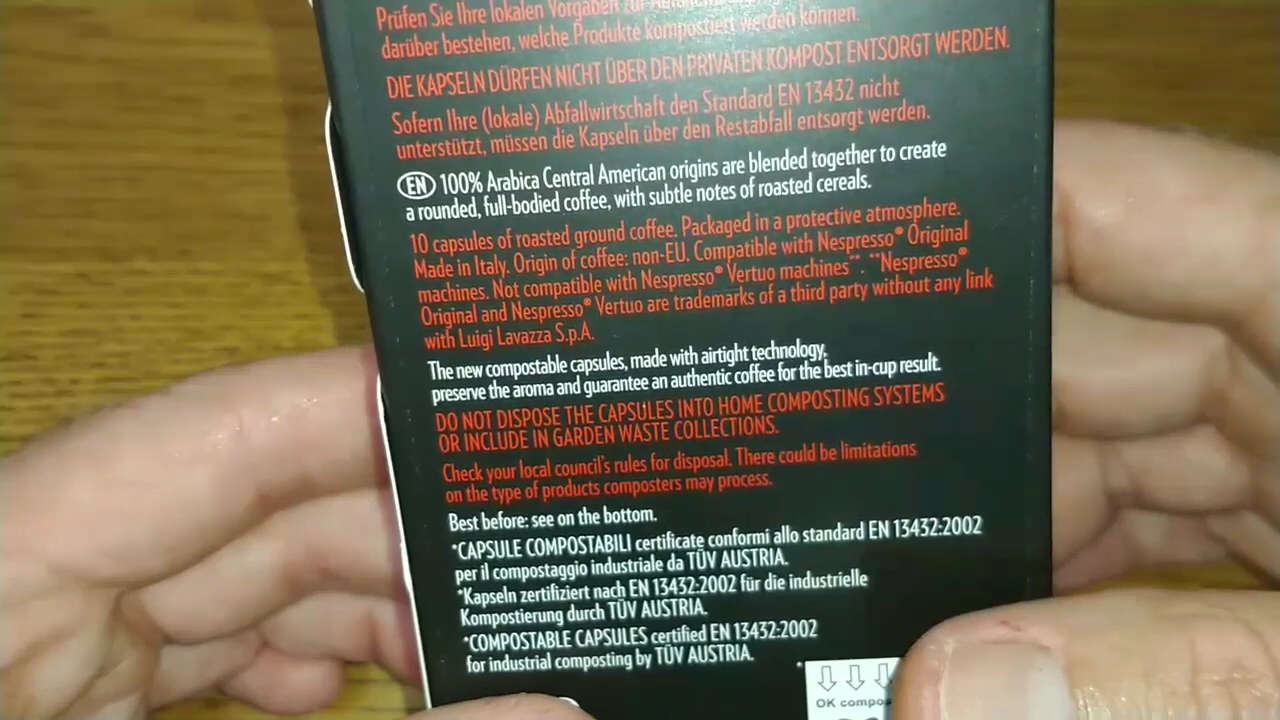 Prüfen Sie Ihre lokalen Vorgaben zur
darüber bestehen, welche Produkte kompostiert werden können.
DIE KAPSELN DÜRFEN NICHT ÜBER DEN PRIVATEN KOMPOST ENTSORGT WERDEN.
Sofern Ihre (lokale) Abfallwirtschaft den Standard EN 13432 nicht
unterstützt, müssen die Kapseln über den Restabfall entsorgt werden.
EN 100% Arabica Central American origins are blended together to create
a rounded, full-bodied coffee, with subtle notes of roasted cereals.
10 capsules of roasted ground coffee. Packaged in a protective atmosphere.
Made in Italy. Origin of coffee: non-EU. Compatible with Nespresso® Original
machines. Not compatible with Nespresso® Vertuo machines**. **Nespresso®
Original and Nespresso® Vertuo are trademarks of a third party without any link
with Luigi Lavazza S.p.A.
The new compostable capsules, made with airtight technology,
preserve the aroma and guarantee an authentic coffee for the best in-cup result.
DO NOT DISPOSE THE CAPSULES INTO HOME COMPOSTING SYSTEMS
OR INCLUDE IN GARDEN WASTE COLLECTIONS.
Check your local council's rules for disposal. There could be limitations
on the type of products composters may process.
Best before: see on the bottom.
*CAPSULE COMPOSTABILI certificate conformi allo standard EN 13432:2002
per il compostaggio industriale da TÜV AUSTRIA.
*Kapseln zertifiziert nach EN 13432:2002 für die industrielle
Kompostierung durch TÜV AUSTRIA.
*COMPOSTABLE CAPSULES certified EN 13432:2002
for industrial composting by TÜV AUSTRIA.
*
OK compo